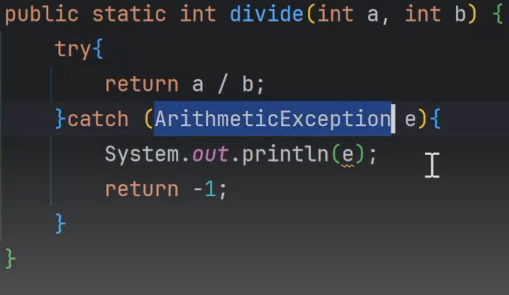 public static int divide(int a, int b) {
try{
return a / b;
}catch (ArithmeticException e){
System.out.println(e);
return -1;
}
}